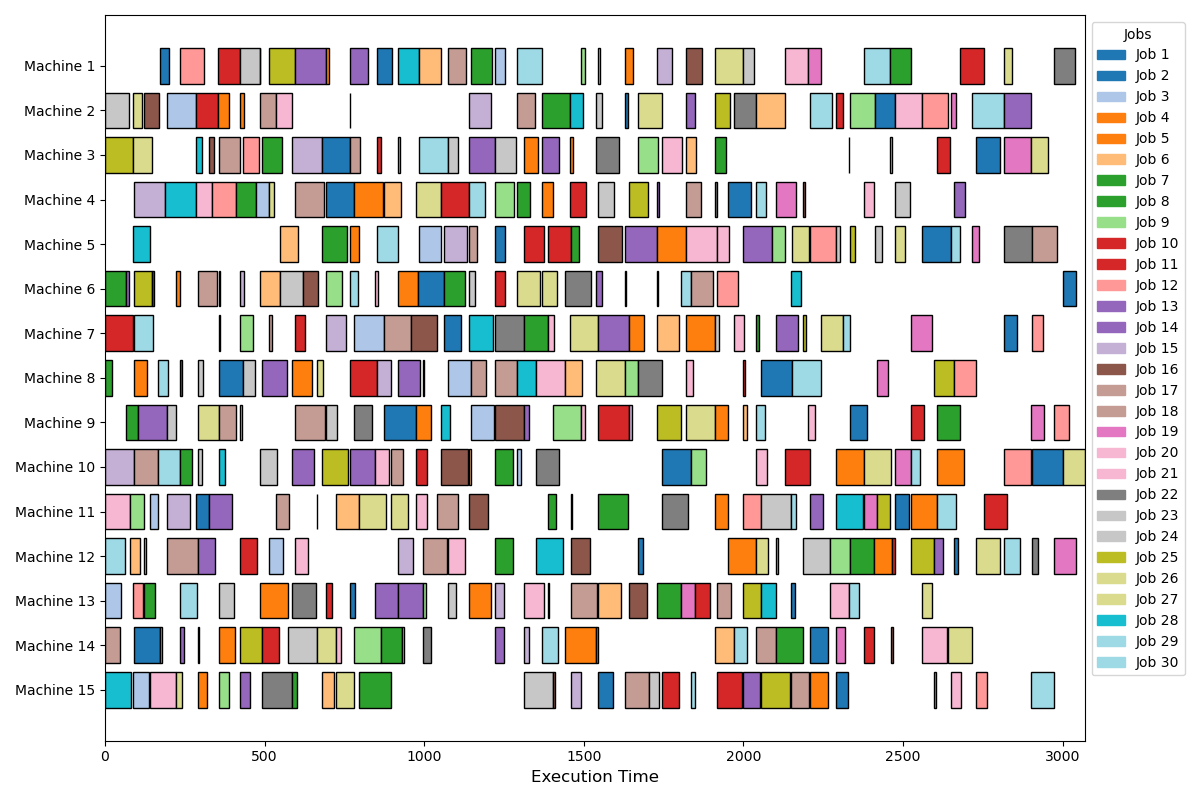 Machine 1
Machine 2
Machine 3
Machine 4
Machine 5
Machine 6
Machine 7
Machine 8
Machine 9
Machine 10
Machine 11
Machine 12
Machine 13
Machine 14
Machine 15
0 500 1000 1500 2000 2500 3000
Execution Time
Jobs
Job 1
Job 2
Job 3
Job 4
Job 5
Job 6
Job 7
Job 8
Job 9
Job 10
Job 11
Job 12
Job 13
Job 14
Job 15
Job 16
Job 17
Job 18
Job 19
Job 20
Job 21
Job 22
Job 23
Job 24
Job 25
Job 26
Job 27
Job 28
Job 29
Job 30